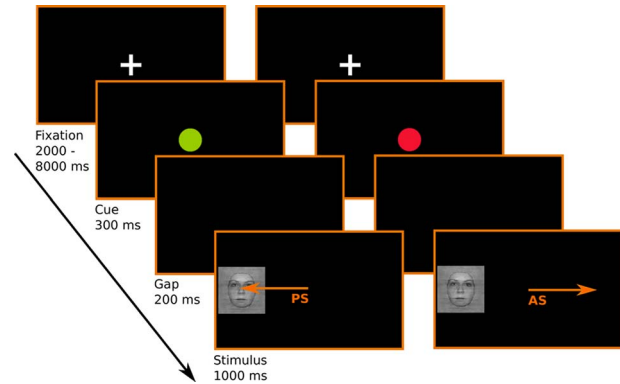 Fixation
2000 -
8000 ms
Cue
300 ms
Gap
200 ms
PS
AS
Stimulus
1000 ms